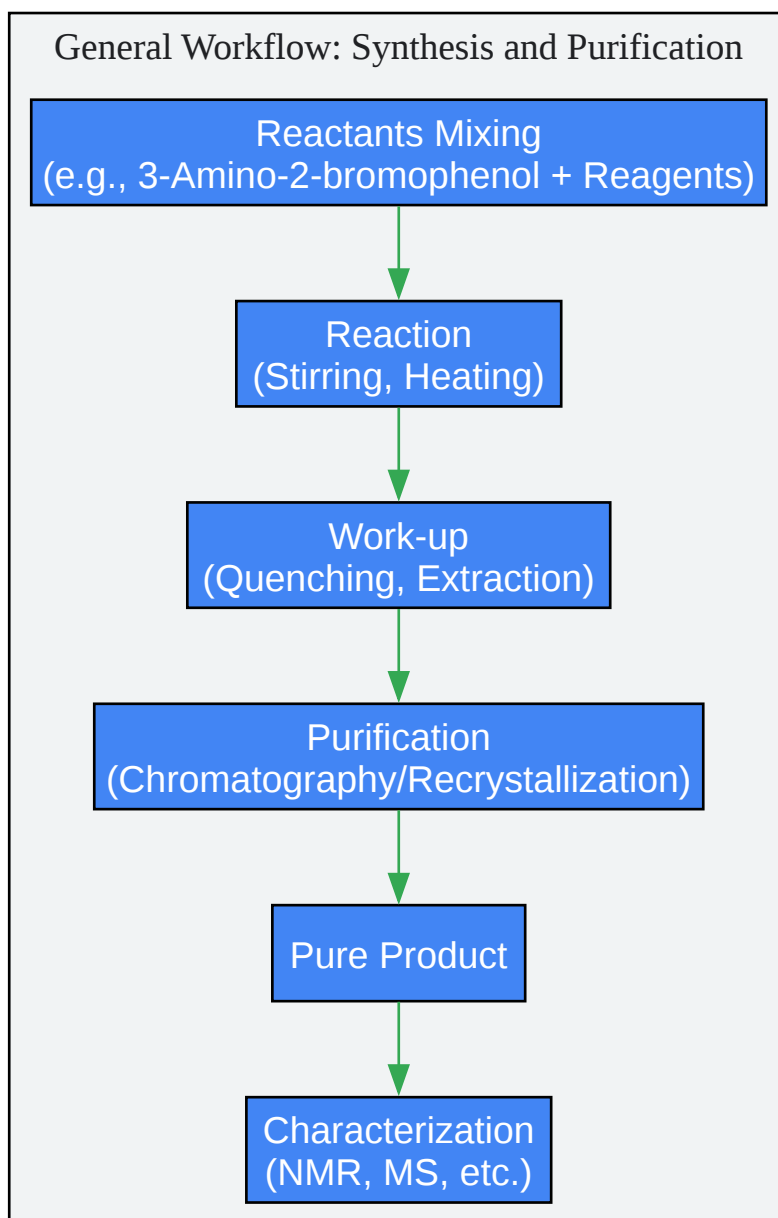 General Workflow: Synthesis and Purification
Reactants Mixing
(e.g., 3-Amino-2-bromophenol + Reagents)
Reaction
(Stirring, Heating)
Work-up
(Quenching, Extraction)
Purification
(Chromatography/Recrystallization)
Pure Product
Characterization
(NMR, MS, etc.)